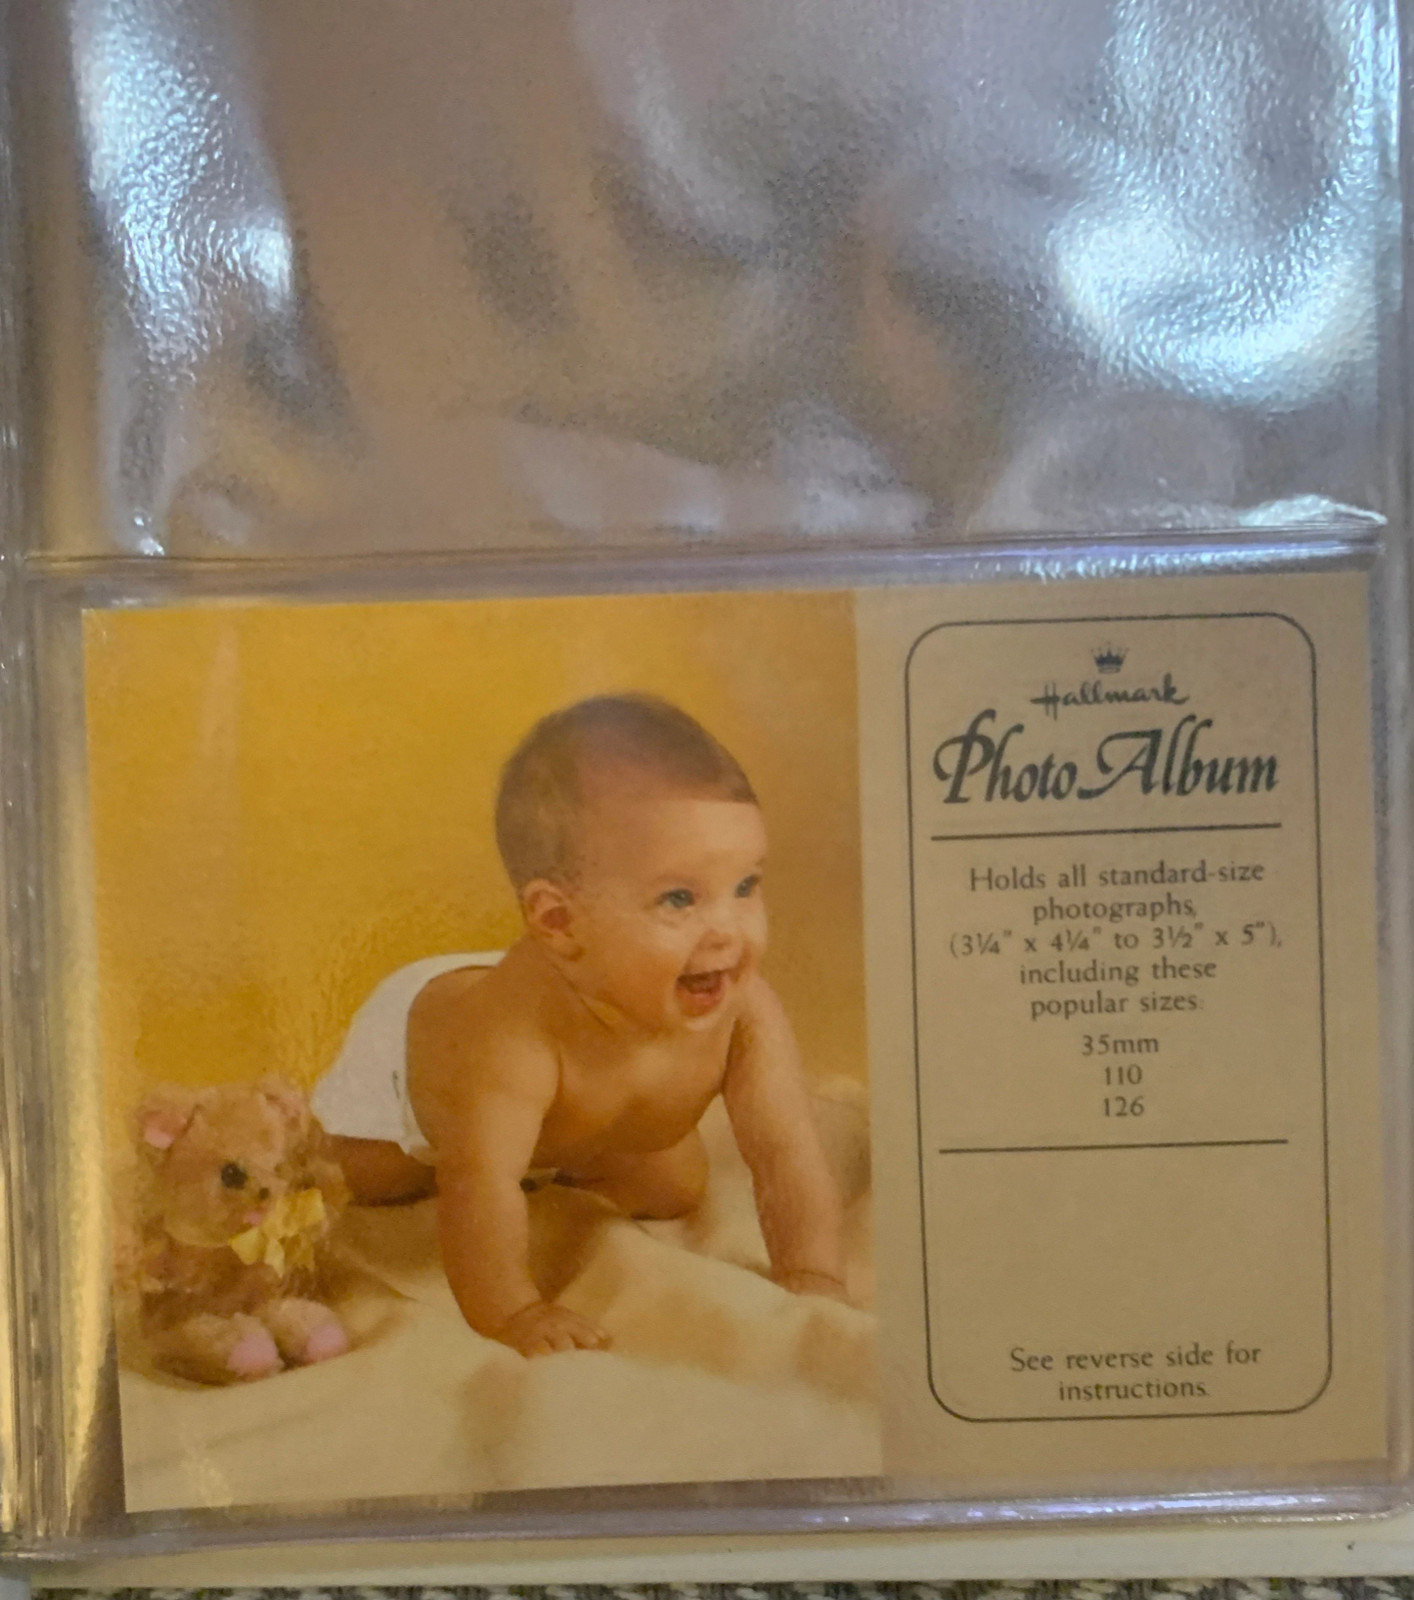 Hallmark
Photo Album
Holds all standard-size
photographs,
(3¼" x 4¼" to 3½" x 5"),
including these
popular sizes:
35mm
110
126
See reverse side for
instructions.